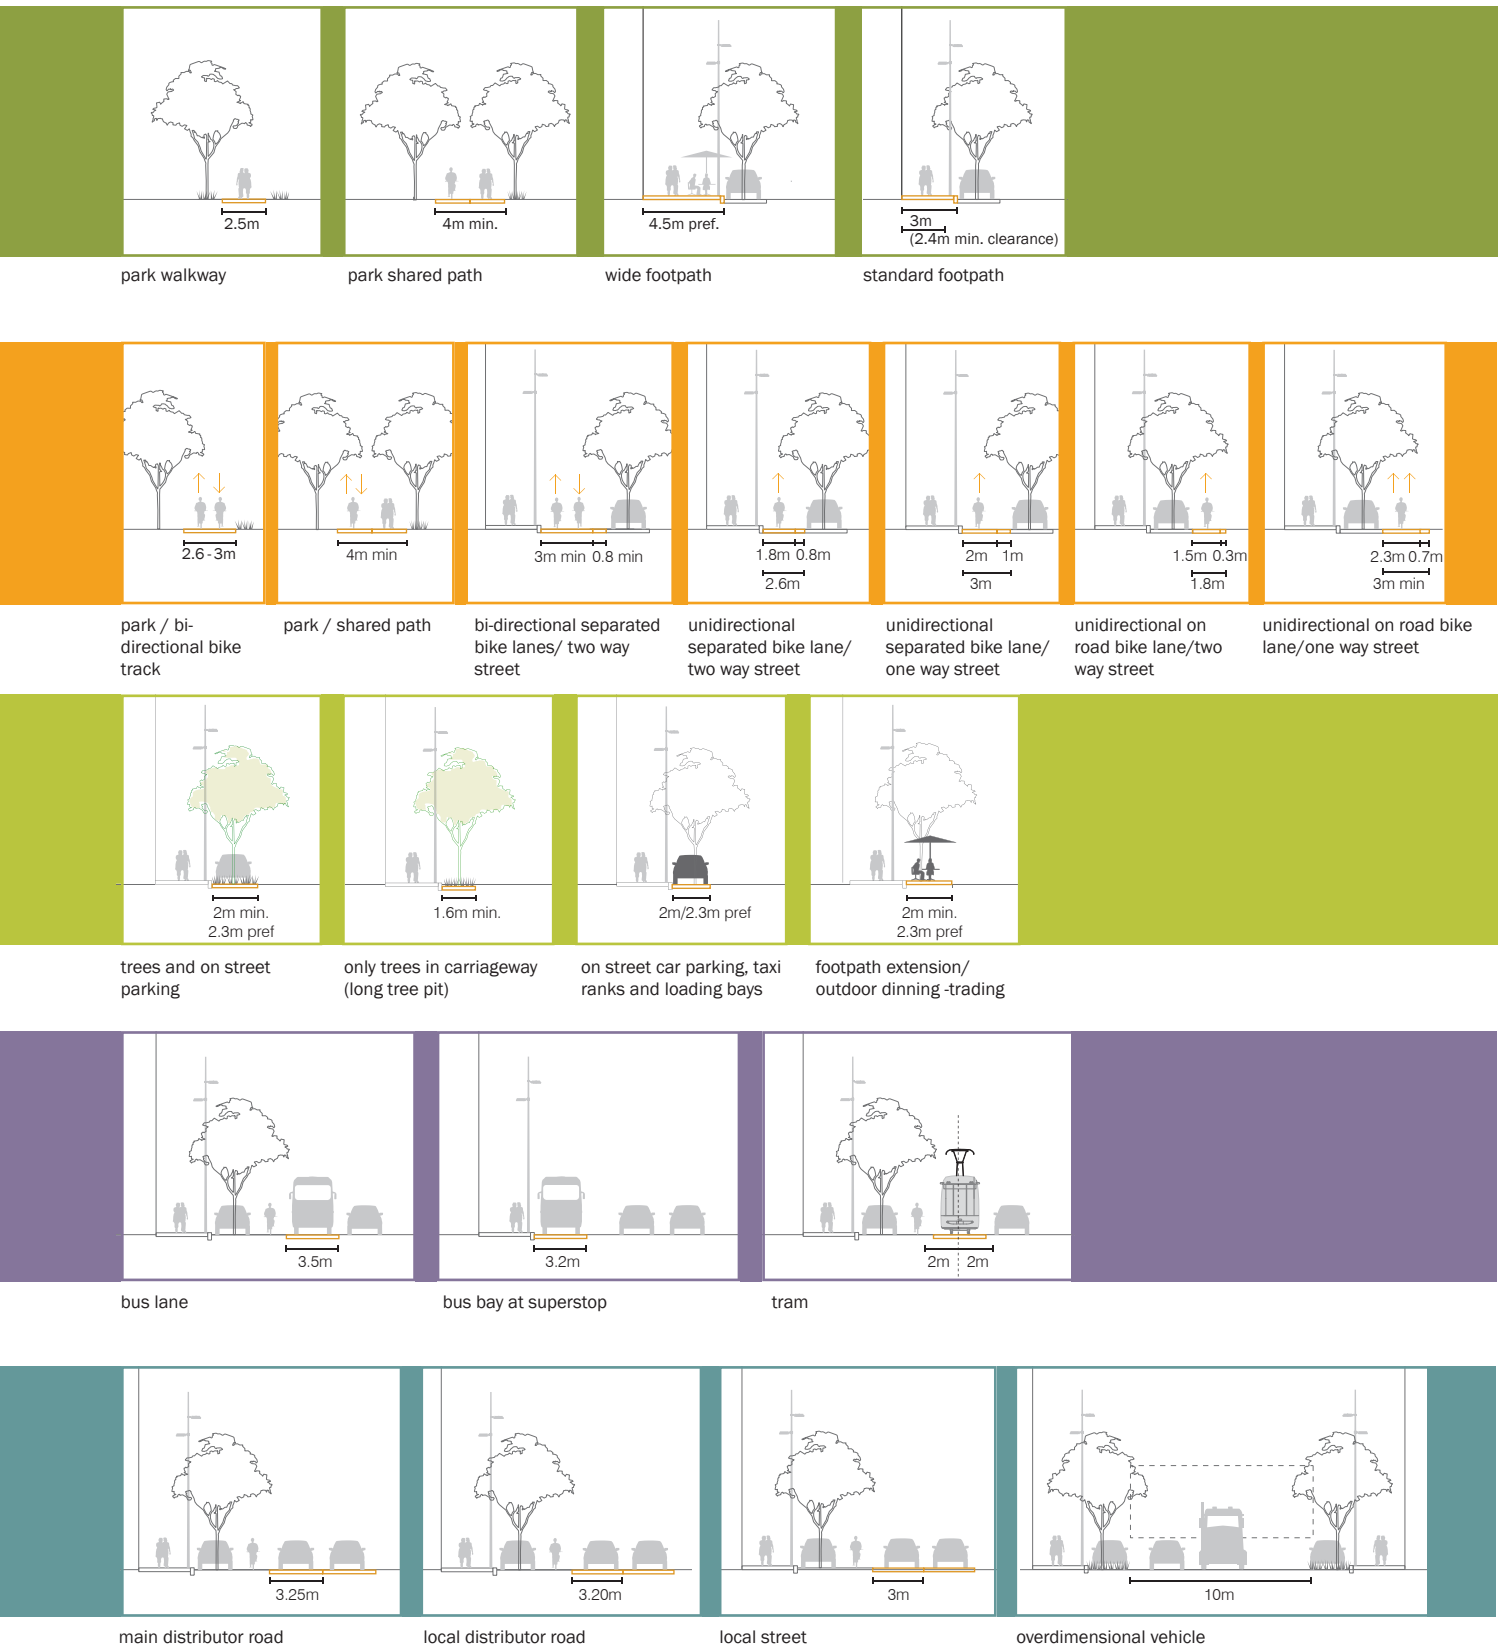 2.5m
4m min.
4.5m pref.
3m
(2.4m min. clearance)
park walkway
park shared path
wide footpath
standard footpath
2.6 - 3m
4m min
3m min 0.8 min
1.8m 0.8m
2.6m
2m 1m
3m
1.5m 0.3m
1.8m
2.3m 0.7m
3m min
park / bi-
directional bike
track
park / shared path
bi-directional separated
bike lanes/ two way
street
unidirectional
separated bike lane/
two way street
unidirectional
separated bike lane/
one way street
unidirectional on
road bike lane/two
way street
unidirectional on road bike
lane/one way street
2m min.
2.3m pref
1.6m min.
2m/2.3m pref
2m min.
2.3m pref
trees and on street
parking
only trees in carriageway
(long tree pit)
on street car parking, taxi
ranks and loading bays
footpath extension/
outdoor dinning -trading
3.5m
3.2m
2m 2m
bus lane
bus bay at superstop
tram
3.25m
3.20m
3m
10m
main distributor road
local distributor road
local street
overdimensional vehicle